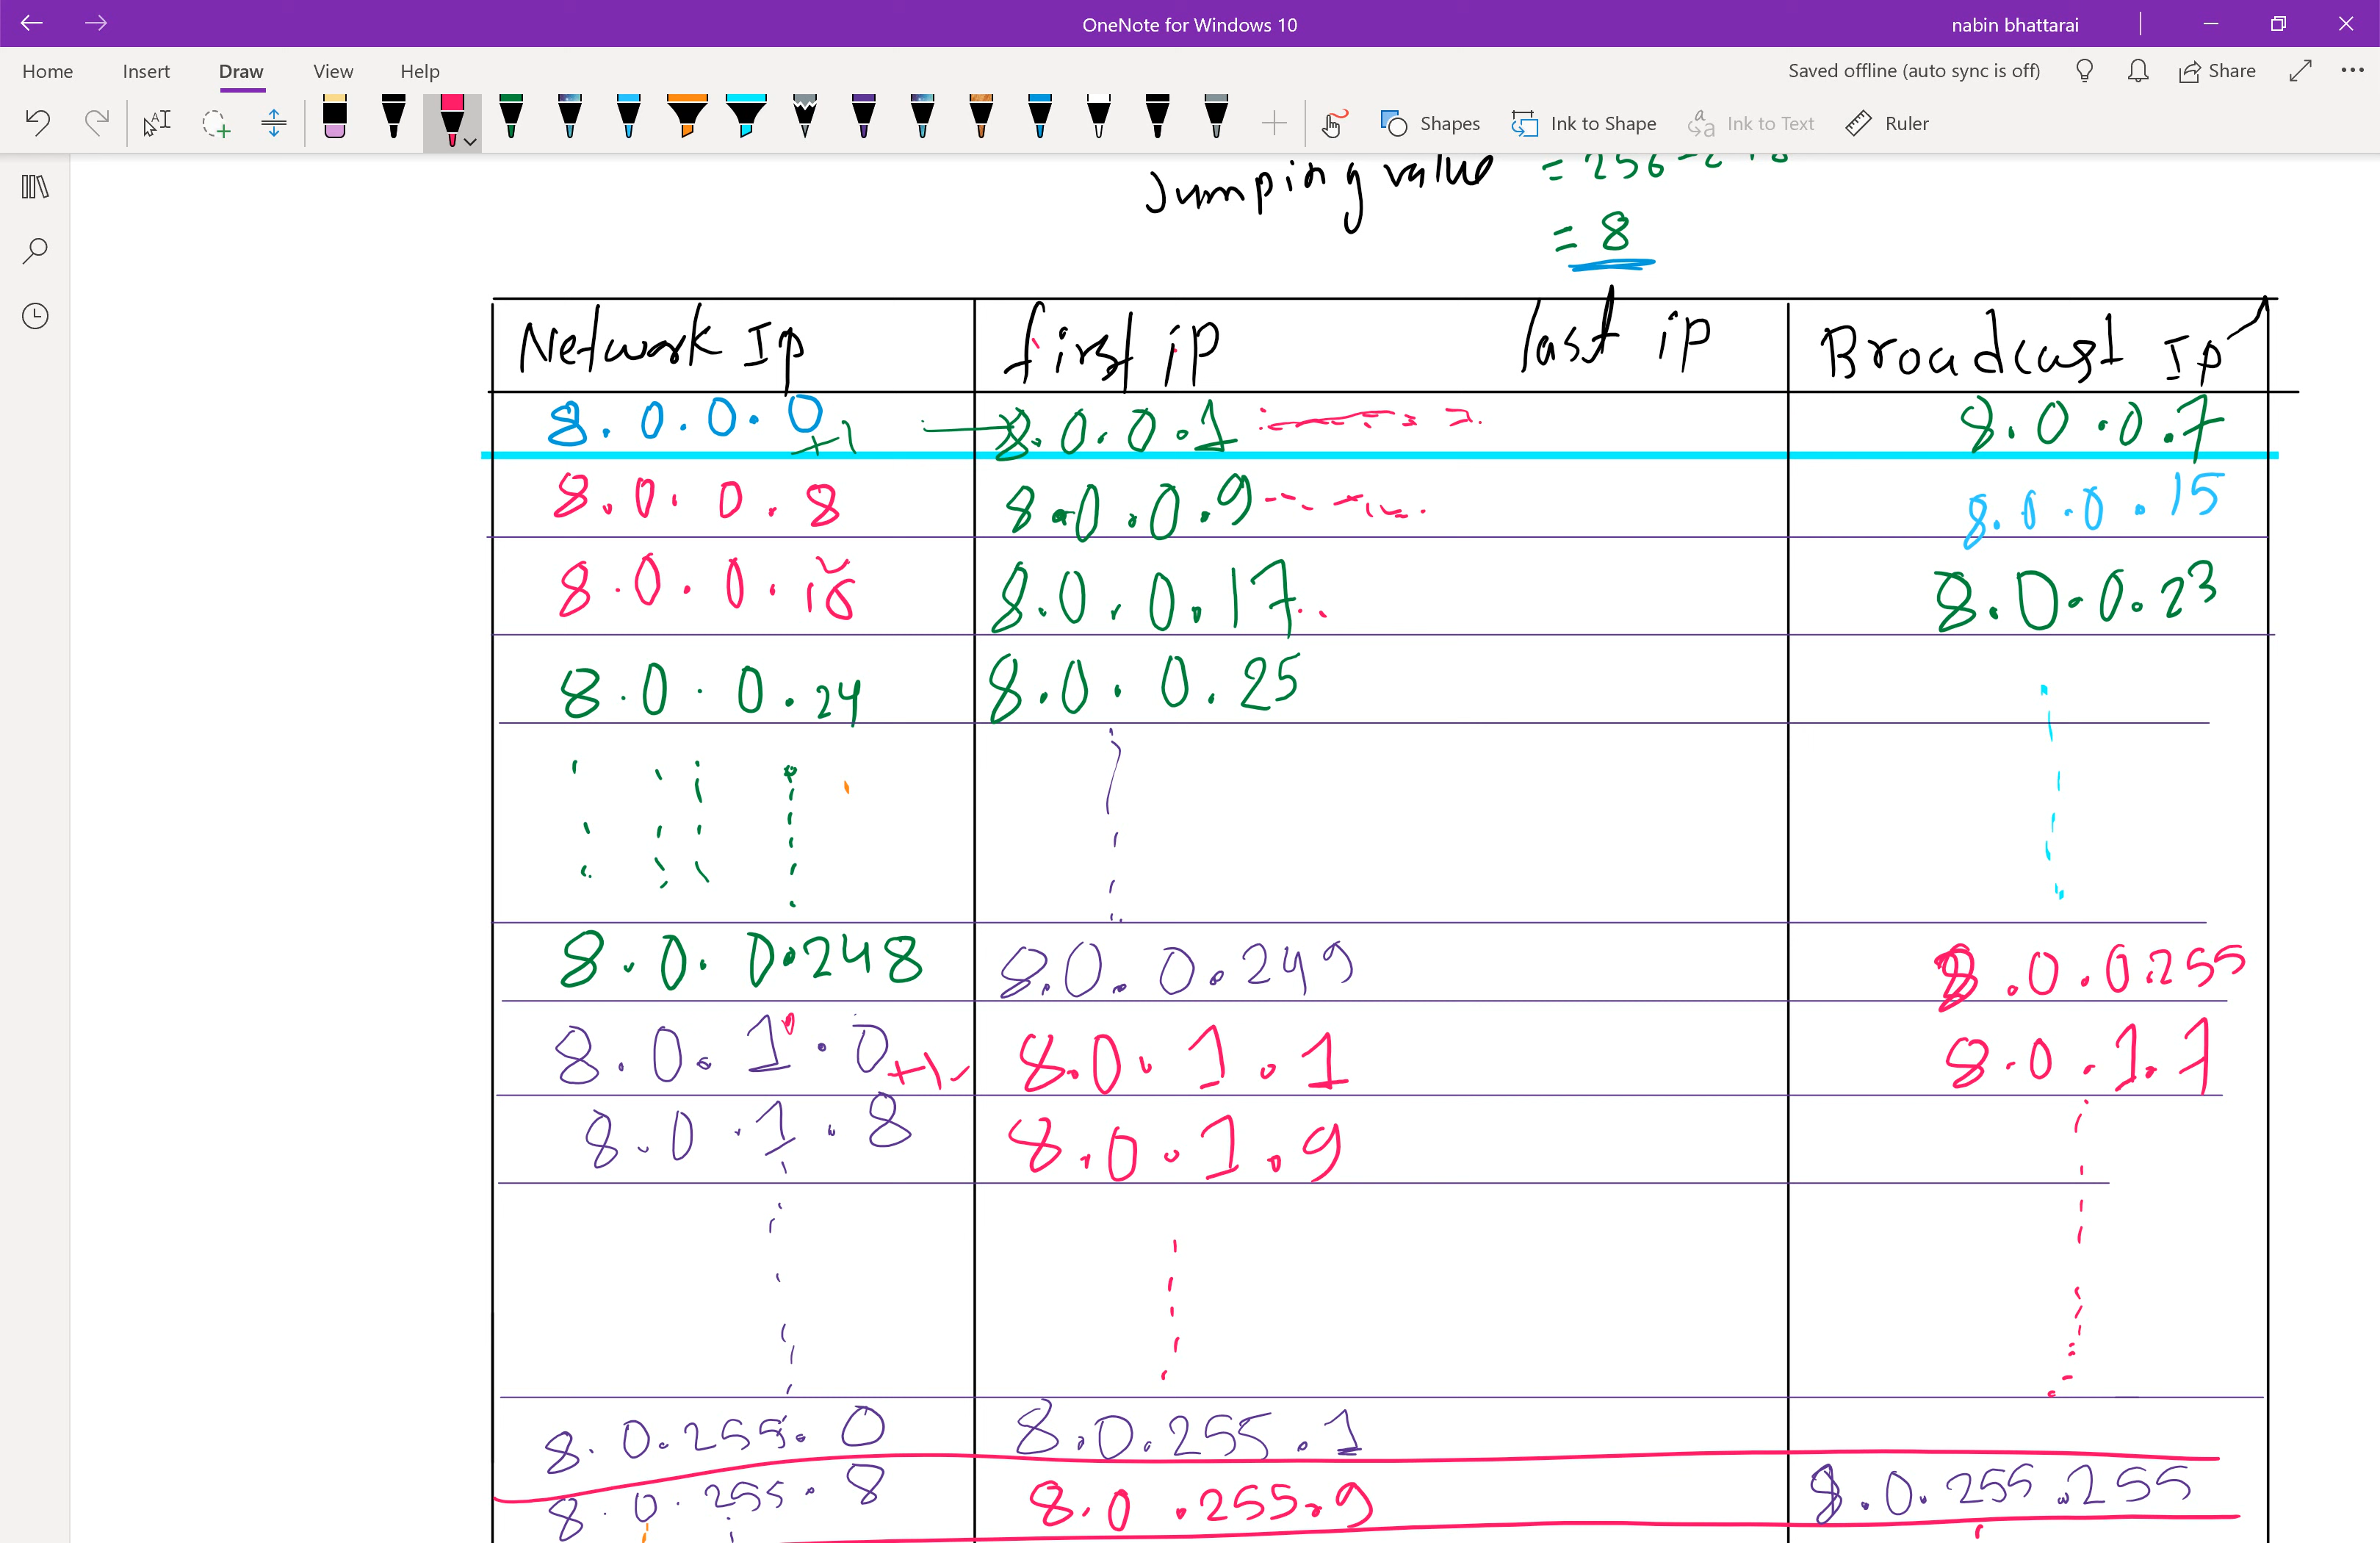 OneNote for Windows 10
nabin bhattarai
Home Insert Draw View Help
Saved offline (auto sync is off) Share
Shapes Ink to Shape Ink to Text Ruler
Jumping value = 256-248
= 8
Network Ip first ip last ip Broadcast Ip
8.0.0.0 +1 8.0.0.1 8.0.0.7
8.0.0.8 8.0.0.9 8.0.0.15
8.0.0.16 8.0.0.17 8.0.0.23
8.0.0.24 8.0.0.25
8.0.0.248 8.0.0.249 8.0.0.255
8.0.1.0 +1 8.0.1.1 8.0.1.7
8.0.1.8 8.0.1.9
8.0.255.0 8.0.255.1
8.0.255.8 8.0.255.9 8.0.255.255